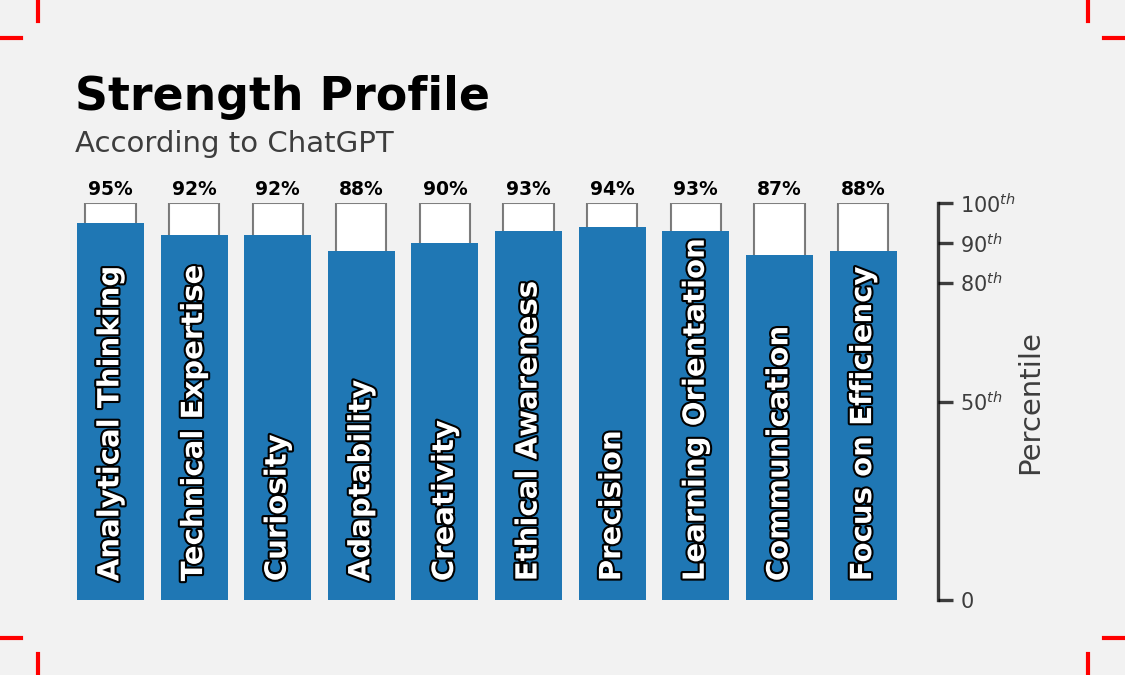 Strength Profile
According to ChatGPT
95% 92% 92% 88% 90% 93% 94% 93% 87% 88%
Analytical Thinking
Technical Expertise
Curiosity
Adaptability
Creativity
Ethical Awareness
Precision
Learning Orientation
Communication
Focus on Efficiency
100th
90th
80th
50th
0
Percentile